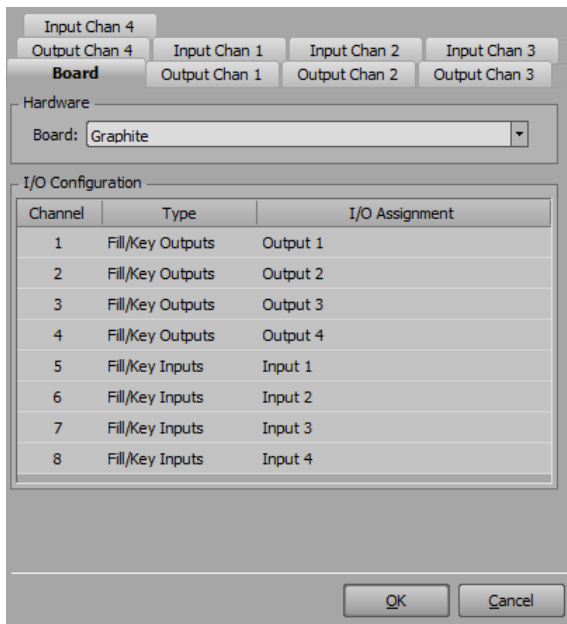 Input Chan 4
Output Chan 4 Input Chan 1 Input Chan 2 Input Chan 3
Board Output Chan 1 Output Chan 2 Output Chan 3
Hardware
Board: Graphite
I/O Configuration
Channel Type I/O Assignment
1 Fill/Key Outputs Output 1
2 Fill/Key Outputs Output 2
3 Fill/Key Outputs Output 3
4 Fill/Key Outputs Output 4
5 Fill/Key Inputs Input 1
6 Fill/Key Inputs Input 2
7 Fill/Key Inputs Input 3
8 Fill/Key Inputs Input 4
OK Cancel